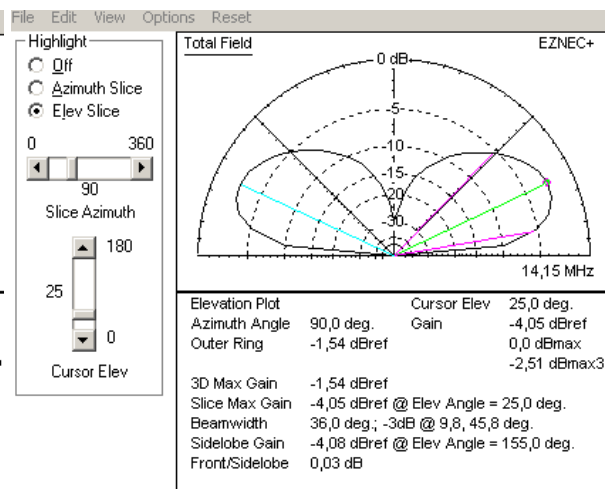 File Edit View Options Reset
Highlight
Off
Azimuth Slice
Elev Slice
0 360
90
Slice Azimuth
180
25
0
Cursor Elev
Total Field EZNEC+
0 dB
-5
-10
-15
-20
-30
14,15 MHz
Elevation Plot Cursor Elev 25,0 deg.
Azimuth Angle 90,0 deg. Gain -4,05 dBref
Outer Ring -1,54 dBref 0,0 dBmax
-2,51 dBmax3
3D Max Gain -1,54 dBref
Slice Max Gain -4,05 dBref @ Elev Angle = 25,0 deg.
Beamwidth 36,0 deg.; -3dB @ 9,8, 45,8 deg.
Sidelobe Gain -4,08 dBref @ Elev Angle = 155,0 deg.
Front/Sidelobe 0,03 dB